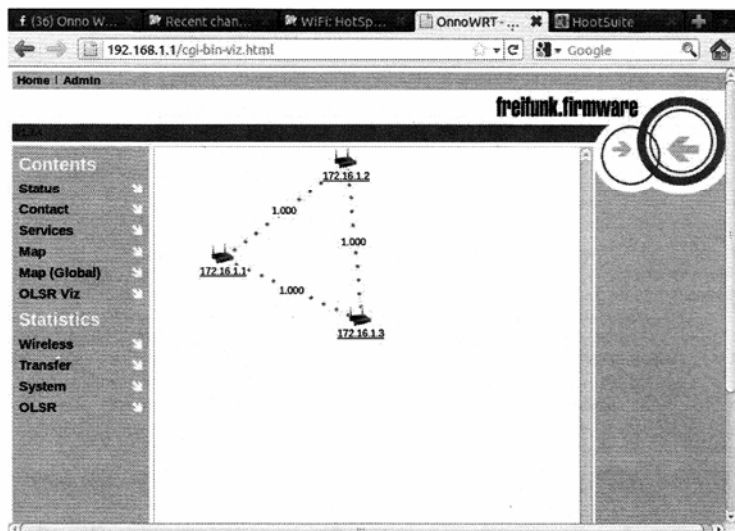 (36) Onno W...
Recent chan...
WiFi: HotSp...
OnnoWRT -...
HootSuite
192.168.1.1/cgi-bin-viz.html
Google
Home | Admin
freifunk.firmware
Contents
Status
Contact
Services
Map
Map (Global)
OLSR Viz
Statistics
Wireless
Transfer
System
OLSR
172.16.1.2
1.000
1.000
172.16.1.1
1.000
172.16.1.3